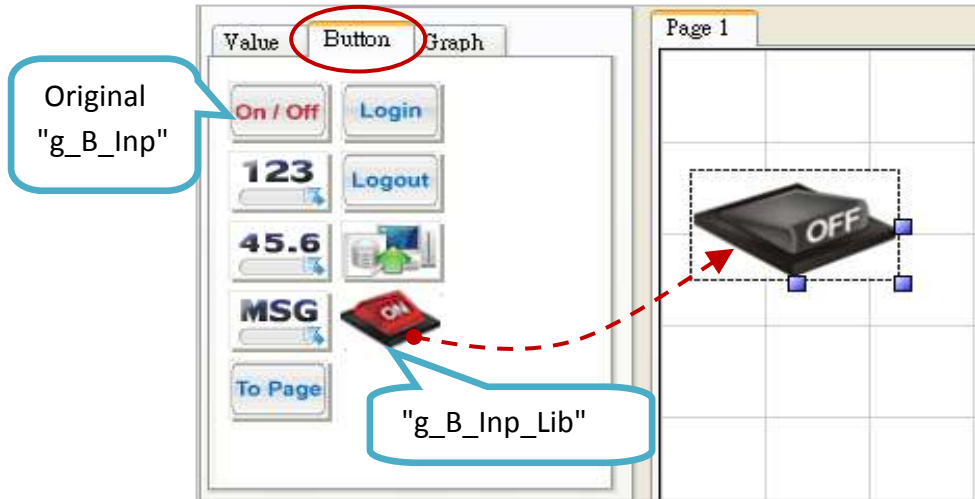 Value
Button
Graph
Page 1
Original
"g_B_Inp"
On / Off
Login
123
Logout
45.6
MSG
ON
To Page
"g_B_Inp_Lib"
OFF